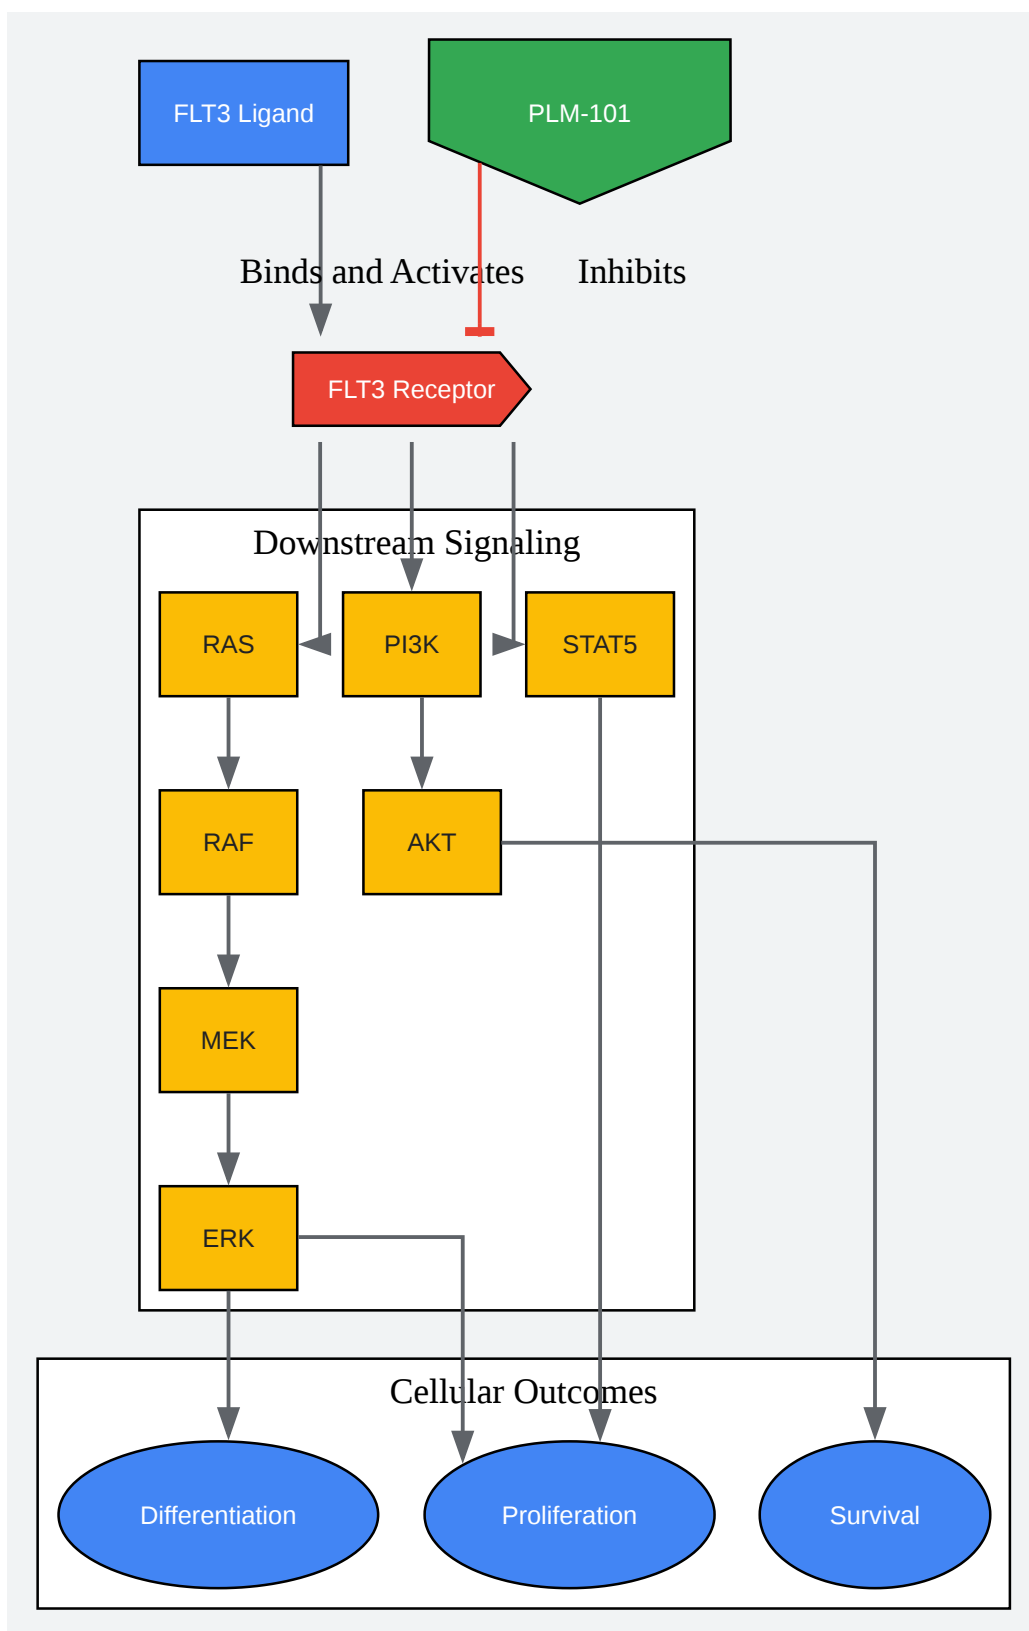 FLT3 Ligand
PLM-101
Binds and Activates
Inhibits
FLT3 Receptor
Downstream Signaling
RAS
PI3K
STAT5
RAF
AKT
MEK
ERK
Cellular Outcomes
Differentiation
Proliferation
Survival